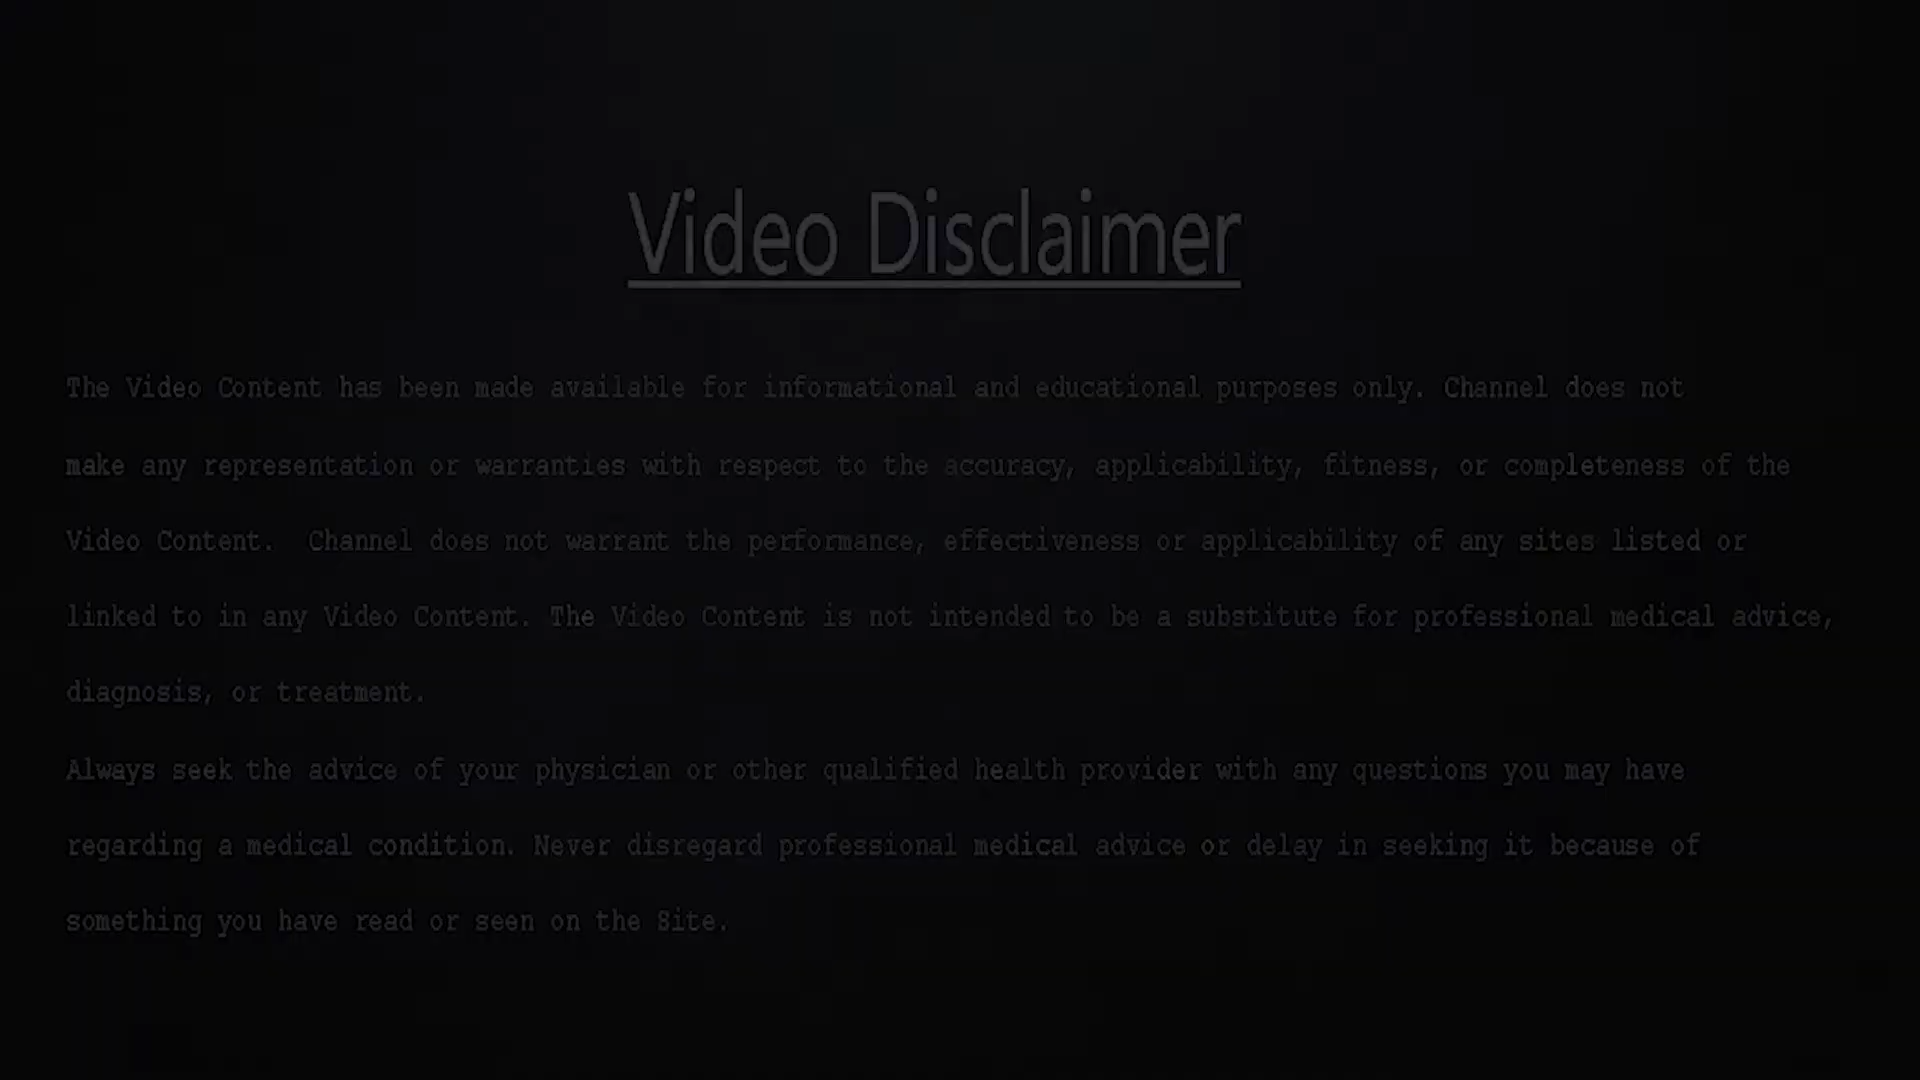 Video Disclaimer
The Video Content has been made available for informational and educational purposes only. Channel does not
make any representation or warranties with respect to the accuracy, applicability, fitness, or completeness of the
Video Content.  Channel does not warrant the performance, effectiveness or applicability of any sites listed or
linked to in any Video Content. The Video Content is not intended to be a substitute for professional medical advice,
diagnosis, or treatment.
Always seek the advice of your physician or other qualified health provider with any questions you may have
regarding a medical condition. Never disregard professional medical advice or delay in seeking it because of
something you have read or seen on the Site.